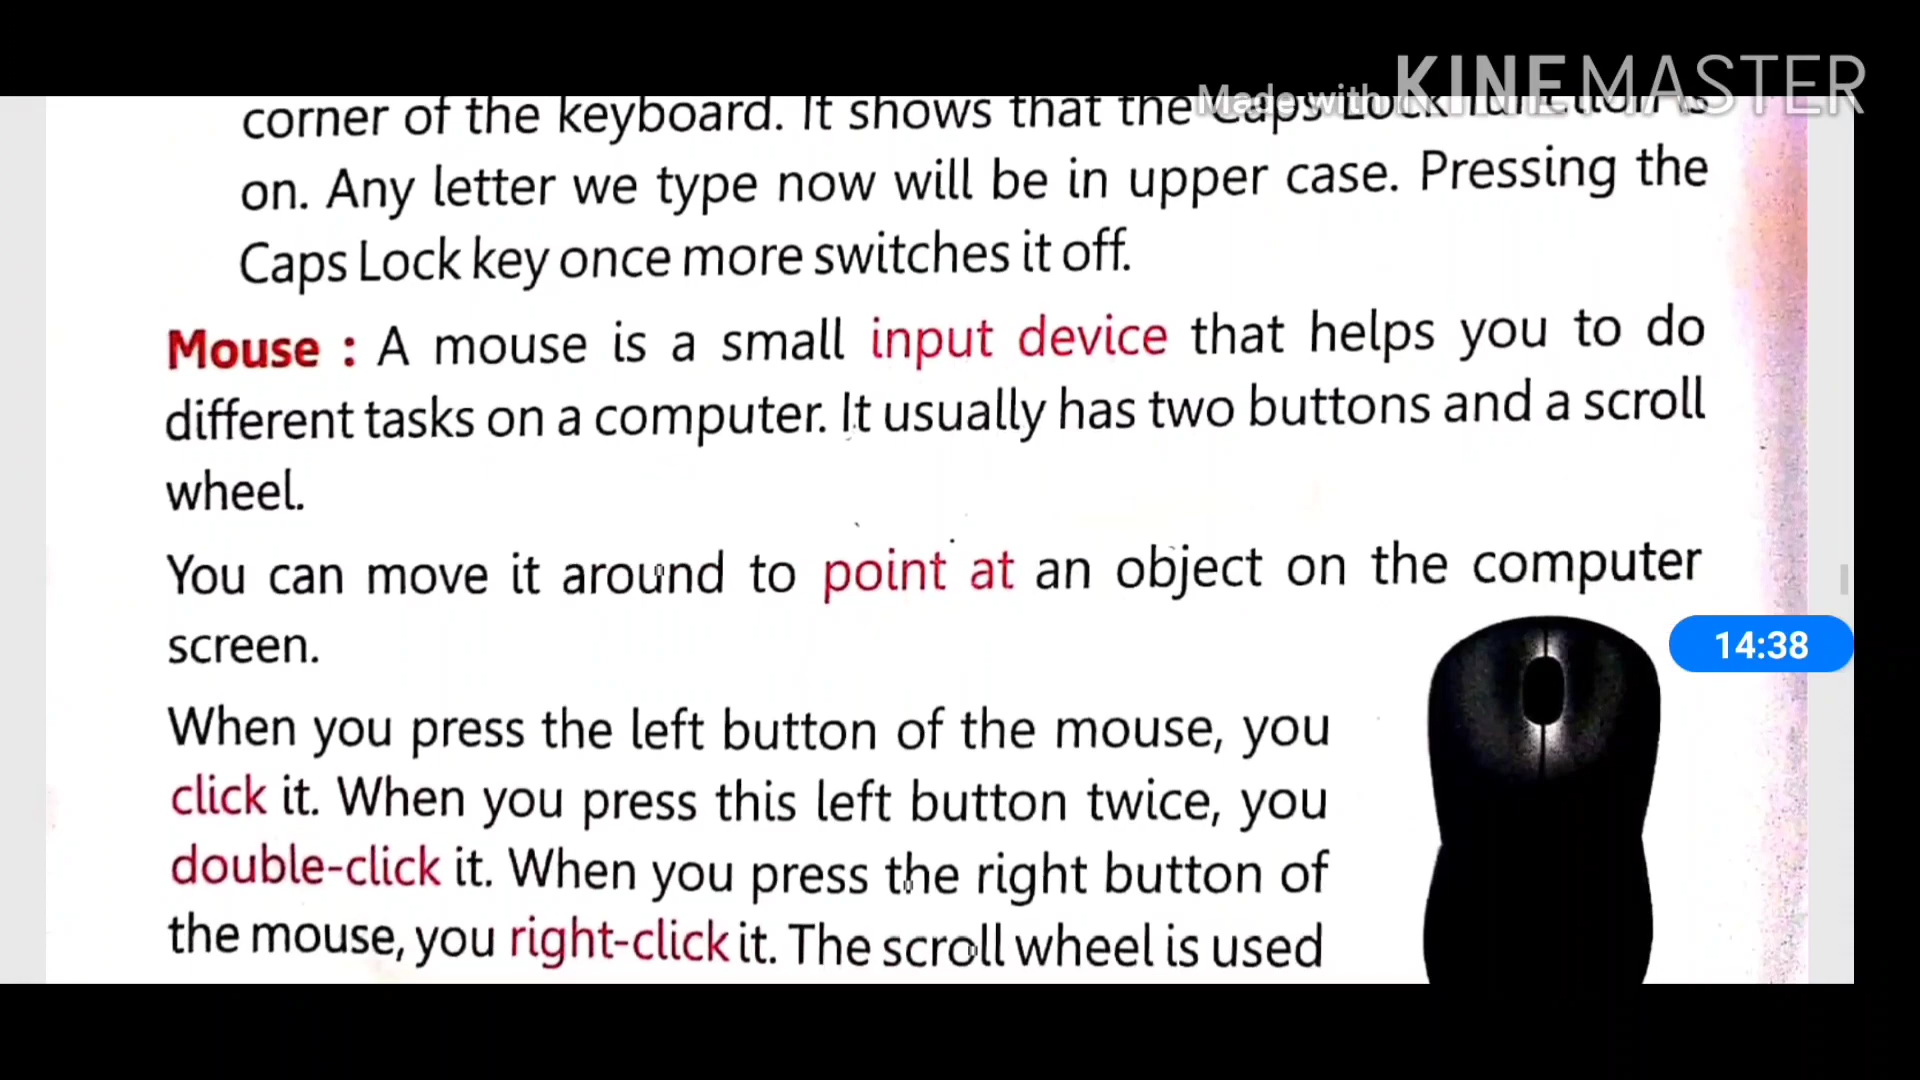 Made with KINEMASTER
corner of the keyboard. It shows that the Caps Lock function is
on. Any letter we type now will be in upper case. Pressing the
Caps Lock key once more switches it off.
Mouse : A mouse is a small input device that helps you to do
different tasks on a computer. It usually has two buttons and a scroll
wheel.
You can move it around to point at an object on the computer
screen.
14:38
When you press the left button of the mouse, you
click it. When you press this left button twice, you
double-click it. When you press the right button of
the mouse, you right-click it. The scroll wheel is used